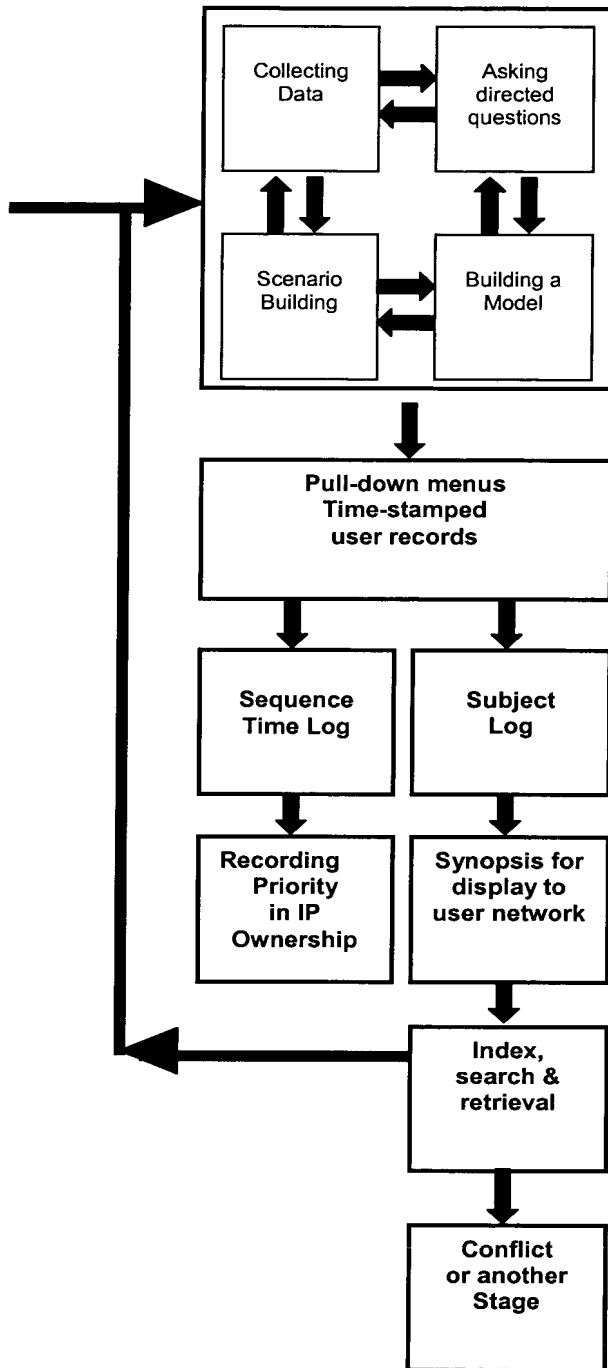 Collecting
Data
Asking
directed
questions
Scenario
Building
Building a
Model
Pull-down menus
Time-stamped
user records
Sequence
Time Log
Subject
Log
Recording
Priority
in IP
Ownership
Synopsis for
display to
user network
Index,
search &
retrieval
Conflict
or another
Stage